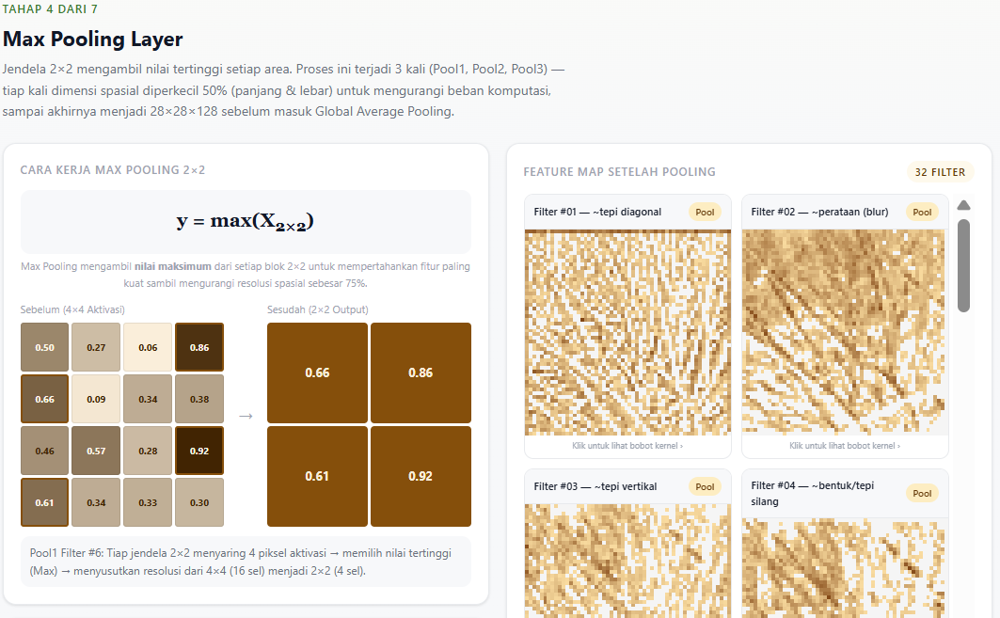 TAHAP 4 DARI 7
Max Pooling Layer
Jendela 2×2 mengambil nilai tertinggi setiap area. Proses ini terjadi 3 kali (Pool1, Pool2, Pool3) —
tiap kali dimensi spasial diperkecil 50% (panjang & lebar) untuk mengurangi beban komputasi,
sampai akhirnya menjadi 28×28×128 sebelum masuk Global Average Pooling.
CARA KERJA MAX POOLING 2×2
y = max(X₂ₓ₂)
Max Pooling mengambil nilai maksimum dari setiap blok 2×2 untuk mempertahankan fitur paling
kuat sambil mengurangi resolusi spasial sebesar 75%.
Sebelum (4×4 Aktivasi)
0.50 0.27 0.06 0.86
0.66 0.09 0.34 0.38
0.46 0.57 0.28 0.92
0.61 0.34 0.33 0.30
→
Sesudah (2×2 Output)
0.66 0.86
0.61 0.92
Pool1 Filter #6: Tiap jendela 2×2 menyaring 4 piksel aktivasi → memilih nilai tertinggi
(Max) → menyusutkan resolusi dari 4×4 (16 sel) menjadi 2×2 (4 sel).
FEATURE MAP SETELAH POOLING
32 FILTER
Filter #01 — ~tepi diagonal
Pool
Klik untuk lihat bobot kernel ›
Filter #02 — ~perataan (blur)
Pool
Klik untuk lihat bobot kernel ›
Filter #03 — ~tepi vertikal
Pool
Filter #04 — ~bentuk/tepi
silang
Pool